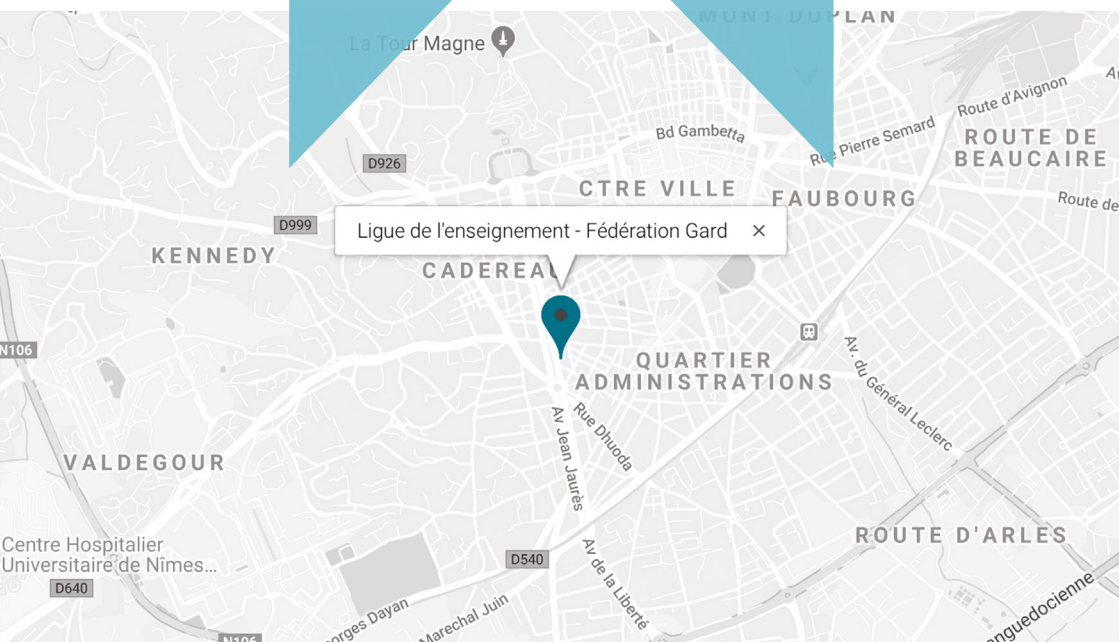 MONT DUPLAN
La Tour Magne
Route d'Avignon
Bd Gambetta
Rue Pierre Semard
ROUTE DE
BEAUCAIRE
D926
CTRE VILLE
FAUBOURG
Route de
D999
Ligue de l'enseignement - Fédération Gard
KENNEDY
CADEREAU
N106
QUARTIER
ADMINISTRATIONS
Av. du Général Leclerc
Rue Dhuoda
Av Jean Jaurès
VALDEGOUR
ROUTE D'ARLES
Centre Hospitalier
Universitaire de Nîmes...
D540
D640
Av de la Liberté
orges Dayan
Marechal Juin
N106
nguedocienne